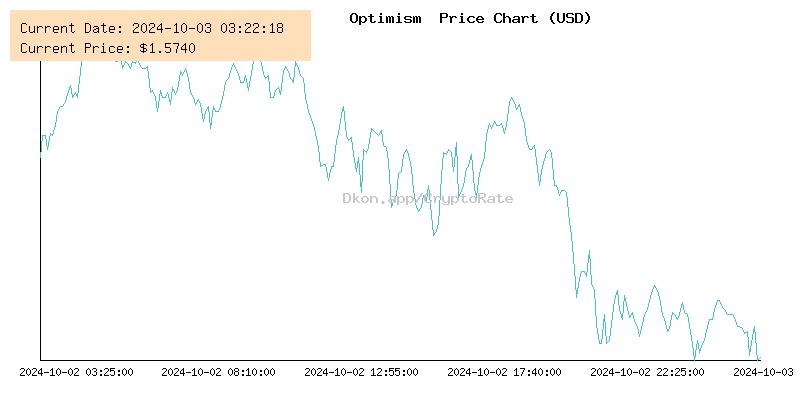 Optimism  Price Chart (USD)
Current Date: 2024-10-03 03:22:18
Current Price: $1.5740
Dkon.app/CryptoRate
2024-10-02 03:25:00 2024-10-02 08:10:00 2024-10-02 12:55:00 2024-10-02 17:40:00 2024-10-02 22:25:00 2024-10-03